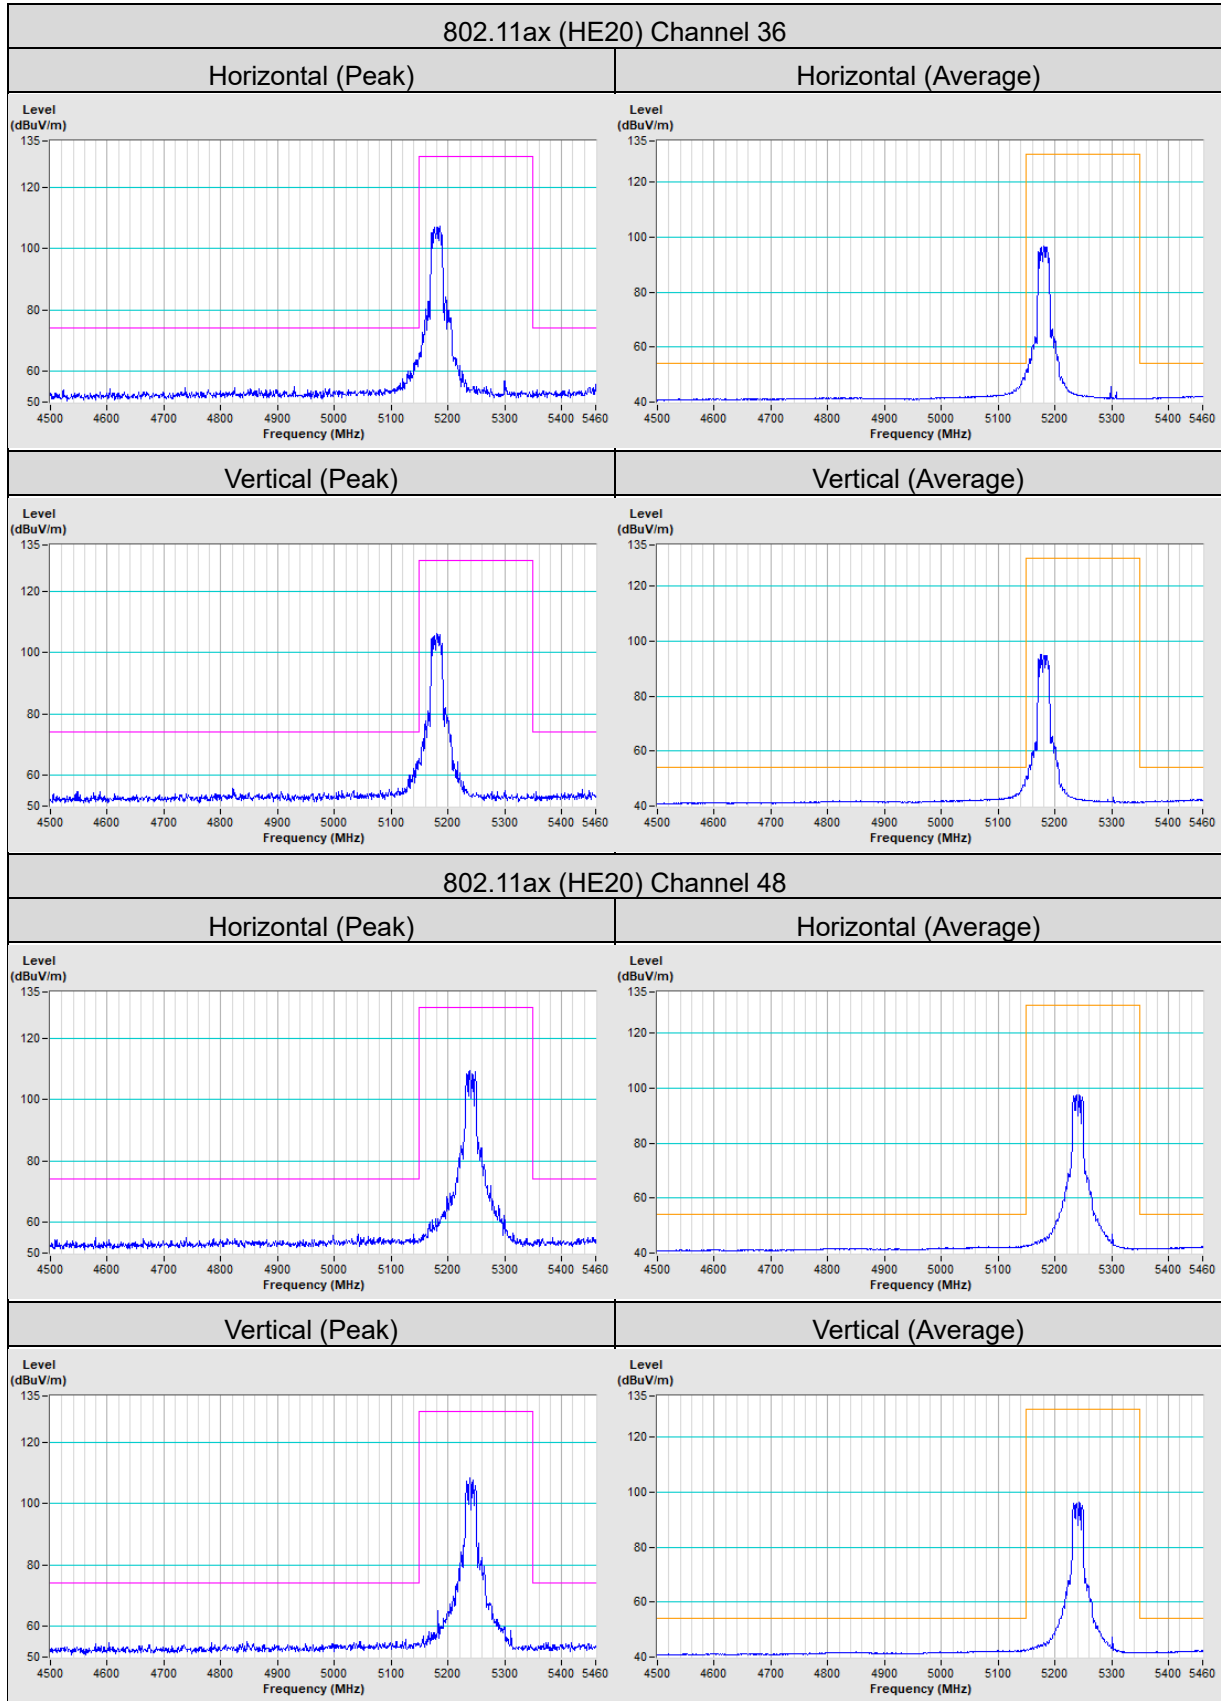 802.11ax (HE20) Channel 36
Horizontal (Peak)
Horizontal (Average)
Level
(dBuV/m)
135
120
100
80
60
50
4500 4600 4700 4800 4900 5000 5100 5200 5300 5400 5460
Frequency (MHz)
Level
(dBuV/m)
135
120
100
80
60
40
4500 4600 4700 4800 4900 5000 5100 5200 5300 5400 5460
Frequency (MHz)
Vertical (Peak)
Vertical (Average)
Level
(dBuV/m)
135
120
100
80
60
50
4500 4600 4700 4800 4900 5000 5100 5200 5300 5400 5460
Frequency (MHz)
Level
(dBuV/m)
135
120
100
80
60
40
4500 4600 4700 4800 4900 5000 5100 5200 5300 5400 5460
Frequency (MHz)
802.11ax (HE20) Channel 48
Horizontal (Peak)
Horizontal (Average)
Level
(dBuV/m)
135
120
100
80
60
50
4500 4600 4700 4800 4900 5000 5100 5200 5300 5400 5460
Frequency (MHz)
Level
(dBuV/m)
135
120
100
80
60
40
4500 4600 4700 4800 4900 5000 5100 5200 5300 5400 5460
Frequency (MHz)
Vertical (Peak)
Vertical (Average)
Level
(dBuV/m)
135
120
100
80
60
50
4500 4600 4700 4800 4900 5000 5100 5200 5300 5400 5460
Frequency (MHz)
Level
(dBuV/m)
135
120
100
80
60
40
4500 4600 4700 4800 4900 5000 5100 5200 5300 5400 5460
Frequency (MHz)